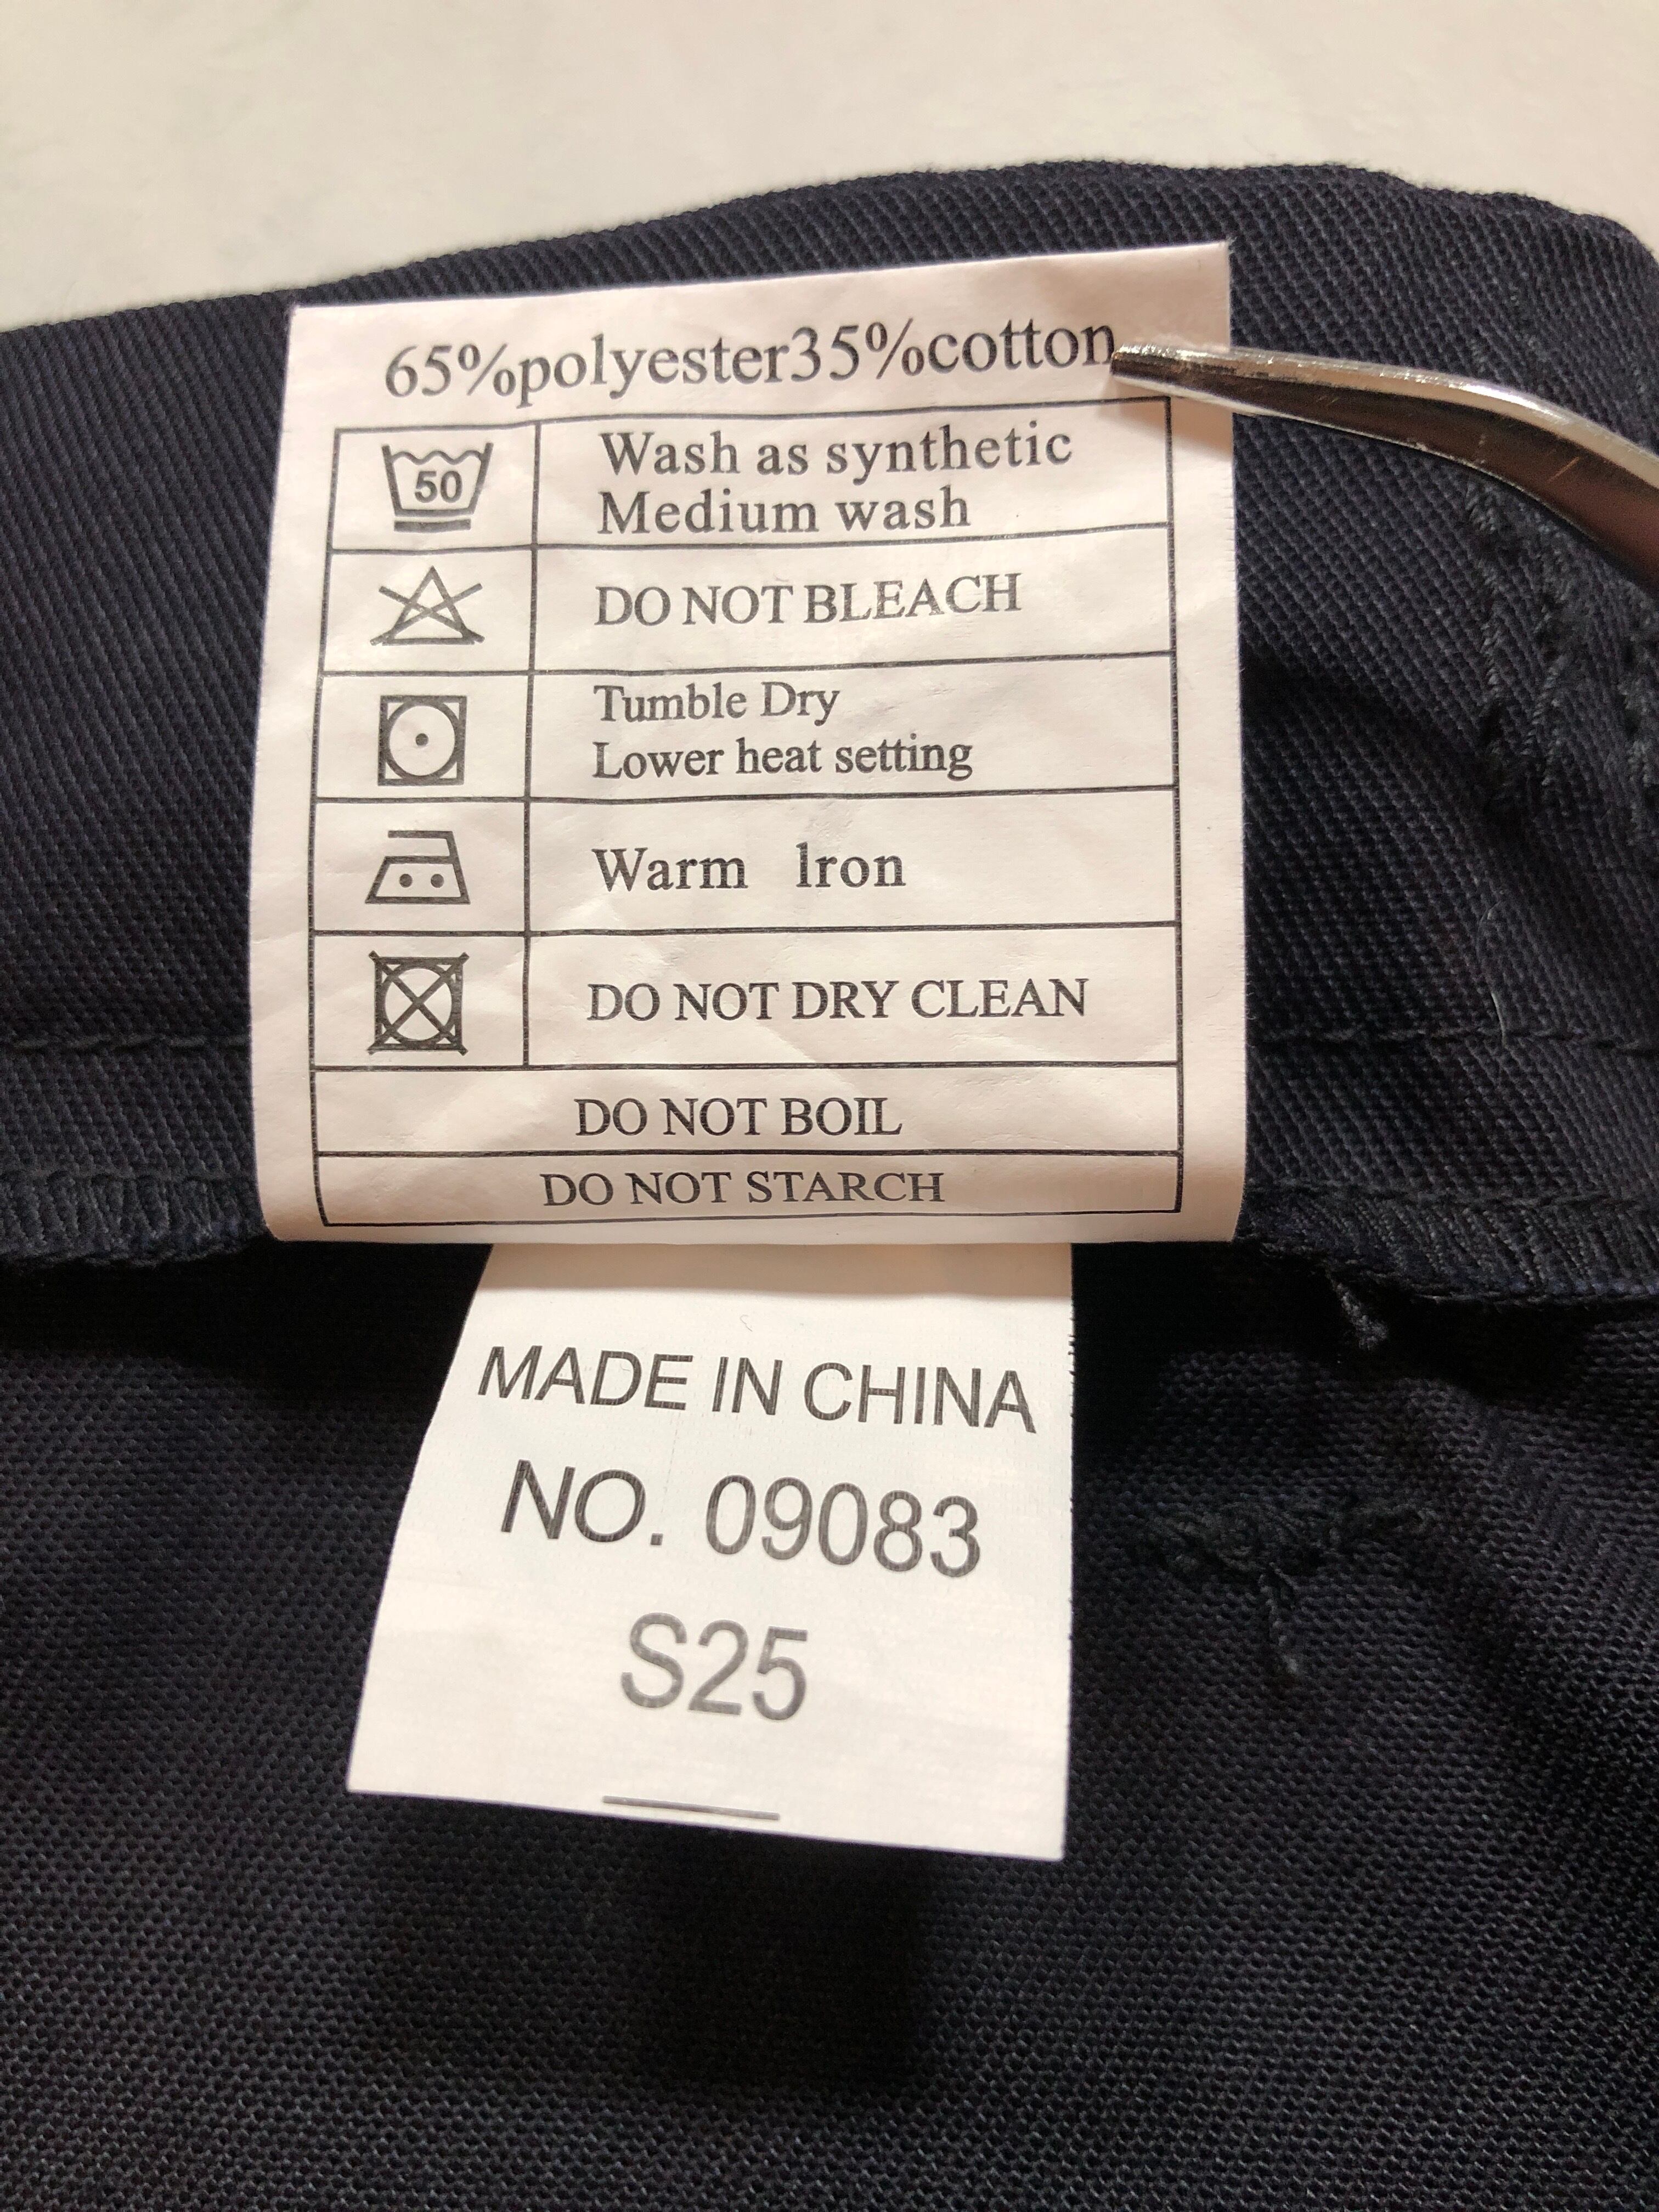 65%polyester35%cotton
50
Wash as synthetic
Medium wash
DO NOT BLEACH
Tumble Dry
Lower heat setting
Warm Iron
DO NOT DRY CLEAN
DO NOT BOIL
DO NOT STARCH
MADE IN CHINA
NO. 09083
S25